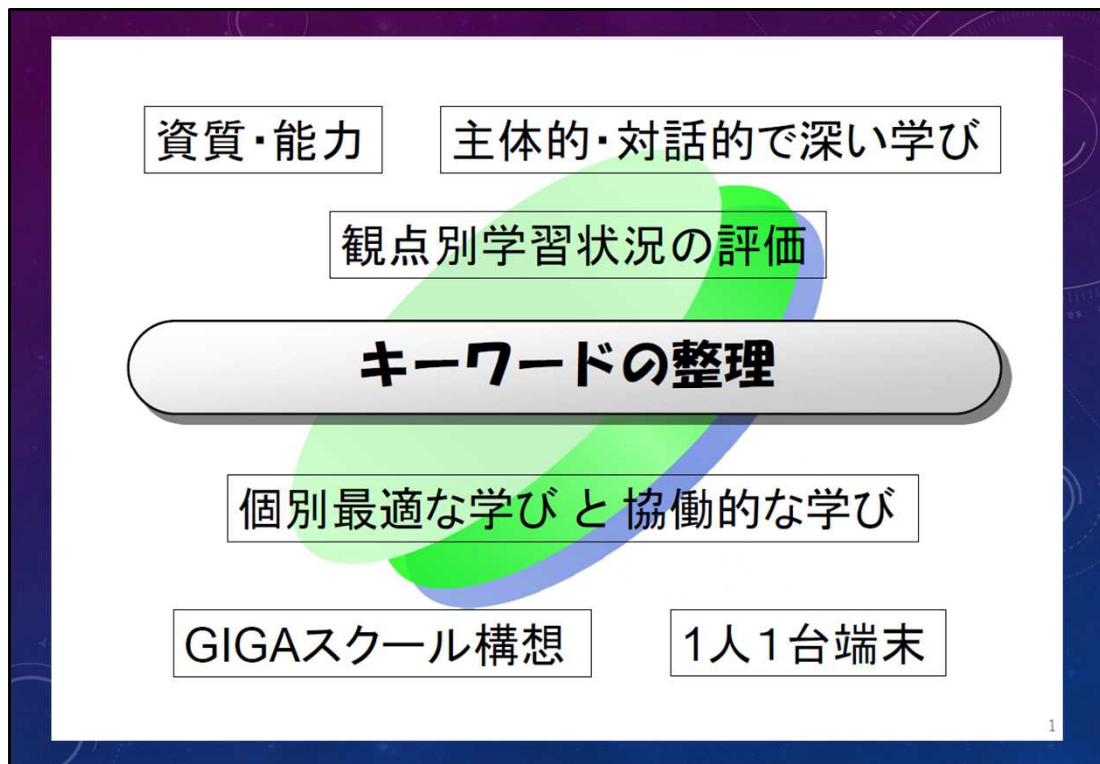 資質・能力
主体的・対話的で深い学び
観点別学習状況の評価
キーワードの整理
個別最適な学び と 協働的な学び
GIGAスクール構想
1人1台端末
1